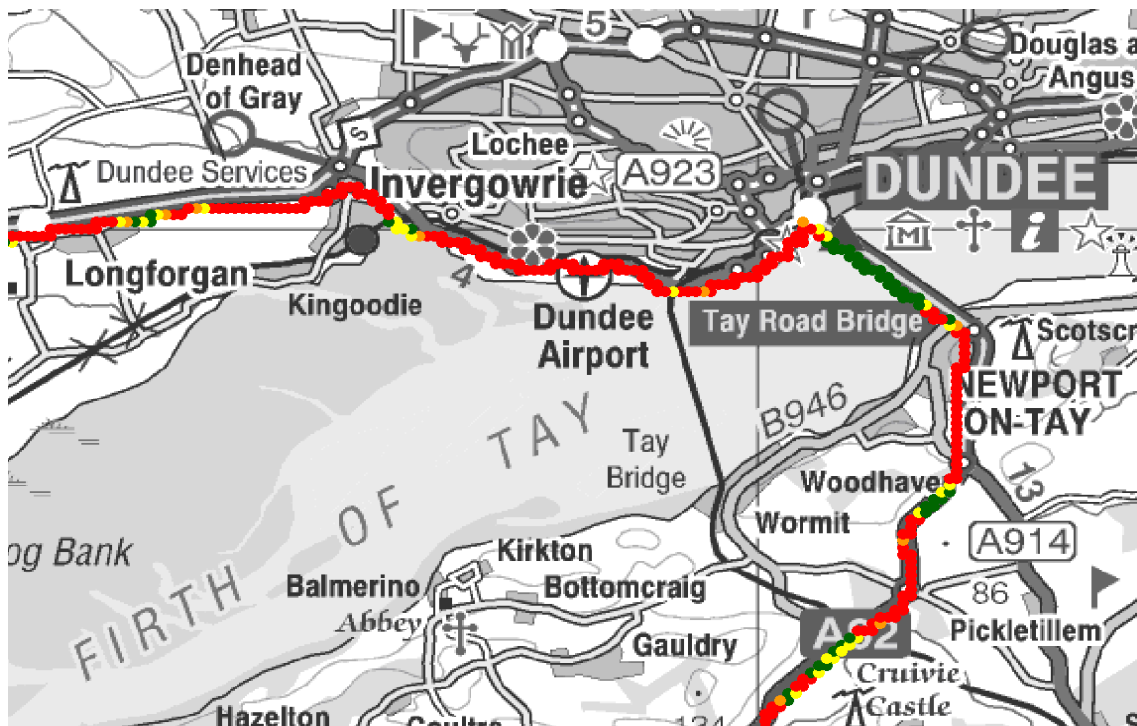 5
Douglas a
Angus
Denhead
of Gray
S
Lochee
A923
Dundee Services
Invergowrie
DUNDEE
M
i
Longforgan
4
Kingoodie
Dundee
Airport
Tay Road Bridge
Scotscr
NEWPORT
ON-TAY
B946
TAY
Tay
Bridge
Woodhave
13
OF
Wormit
A914
og Bank
Kirkton
Balmerino
Bottomcraig
86
Abbey
FIRTH
A92
Pickletillem
Gauldry
Cruivie
Castle
Hazelton
134